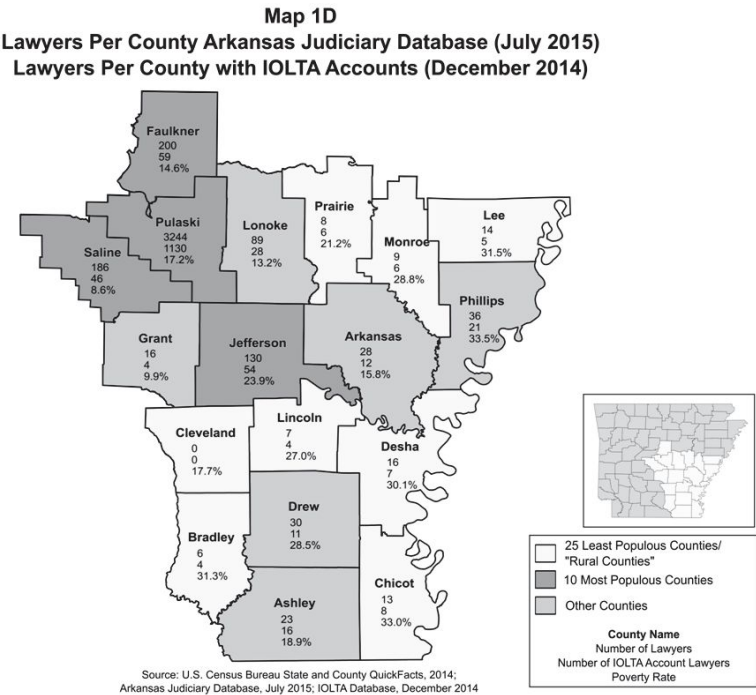 Map 1D
Lawyers Per County Arkansas Judiciary Database (July 2015)
Lawyers Per County with IOLTA Accounts (December 2014)
Faulkner
200
59
14.6%
Pulaski
3244
1130
17.2%
Saline
186
46
8.6%
Lonoke
89
28
13.2%
Prairie
8
6
21.2%
Monroe
9
6
28.8%
Lee
14
5
31.5%
Phillips
36
21
33.5%
Grant
16
4
9.9%
Jefferson
130
54
23.9%
Arkansas
28
12
15.8%
Cleveland
0
0
17.7%
Lincoln
7
4
27.0%
Desha
16
7
30.1%
Drew
30
11
28.5%
Bradley
6
4
31.3%
Ashley
23
16
18.9%
Chicot
13
8
33.0%
25 Least Populous Counties/
"Rural Counties"
10 Most Populous Counties
Other Counties
County Name
Number of Lawyers
Number of IOLTA Account Lawyers
Poverty Rate
Source: U.S. Census Bureau State and County QuickFacts, 2014;
Arkansas Judiciary Database, July 2015; IOLTA Database, December 2014